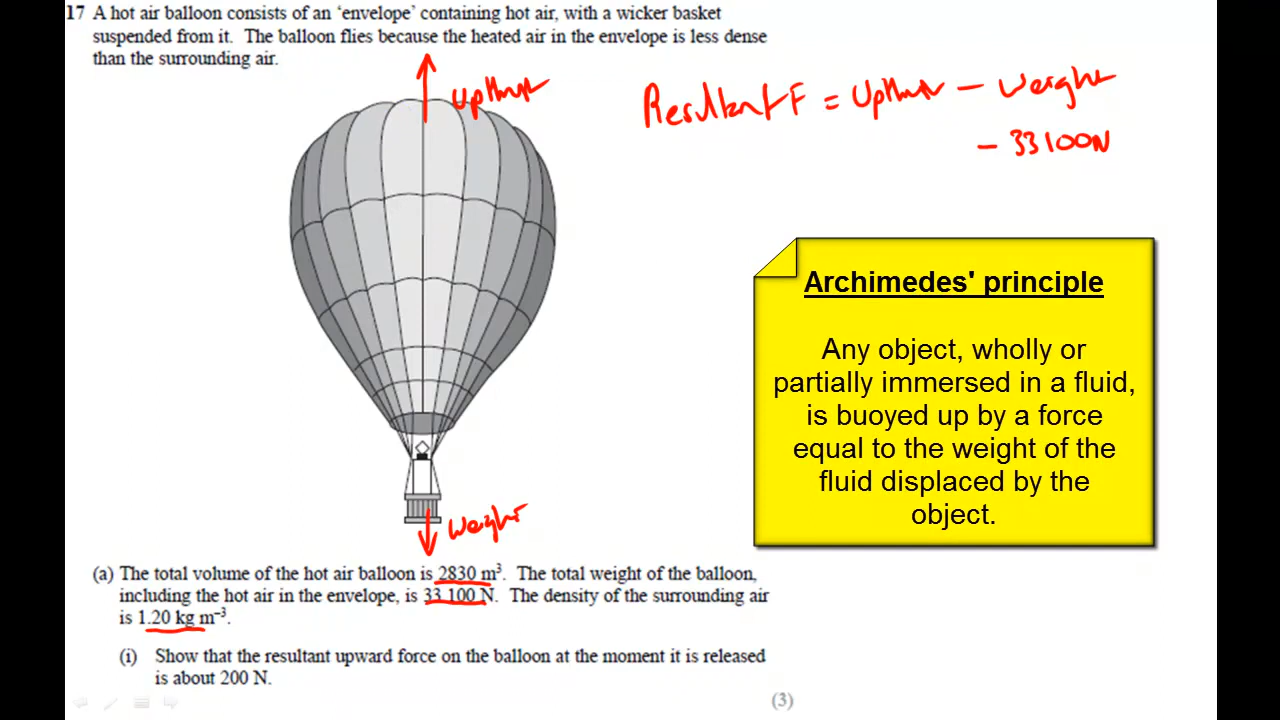 17 A hot air balloon consists of an ‘envelope’ containing hot air, with a wicker basket
suspended from it. The balloon flies because the heated air in the envelope is less dense
than the surrounding air.
Upthrust
Resultant F = Upthrust – Weight
– 33100N
Archimedes' principle
Any object, wholly or
partially immersed in a fluid,
is buoyed up by a force
equal to the weight of the
fluid displaced by the
object.
Weight
(a) The total volume of the hot air balloon is 2830 m³. The total weight of the balloon,
including the hot air in the envelope, is 33 100 N. The density of the surrounding air
is 1.20 kg m⁻³.
(i) Show that the resultant upward force on the balloon at the moment it is released
is about 200 N.
(3)